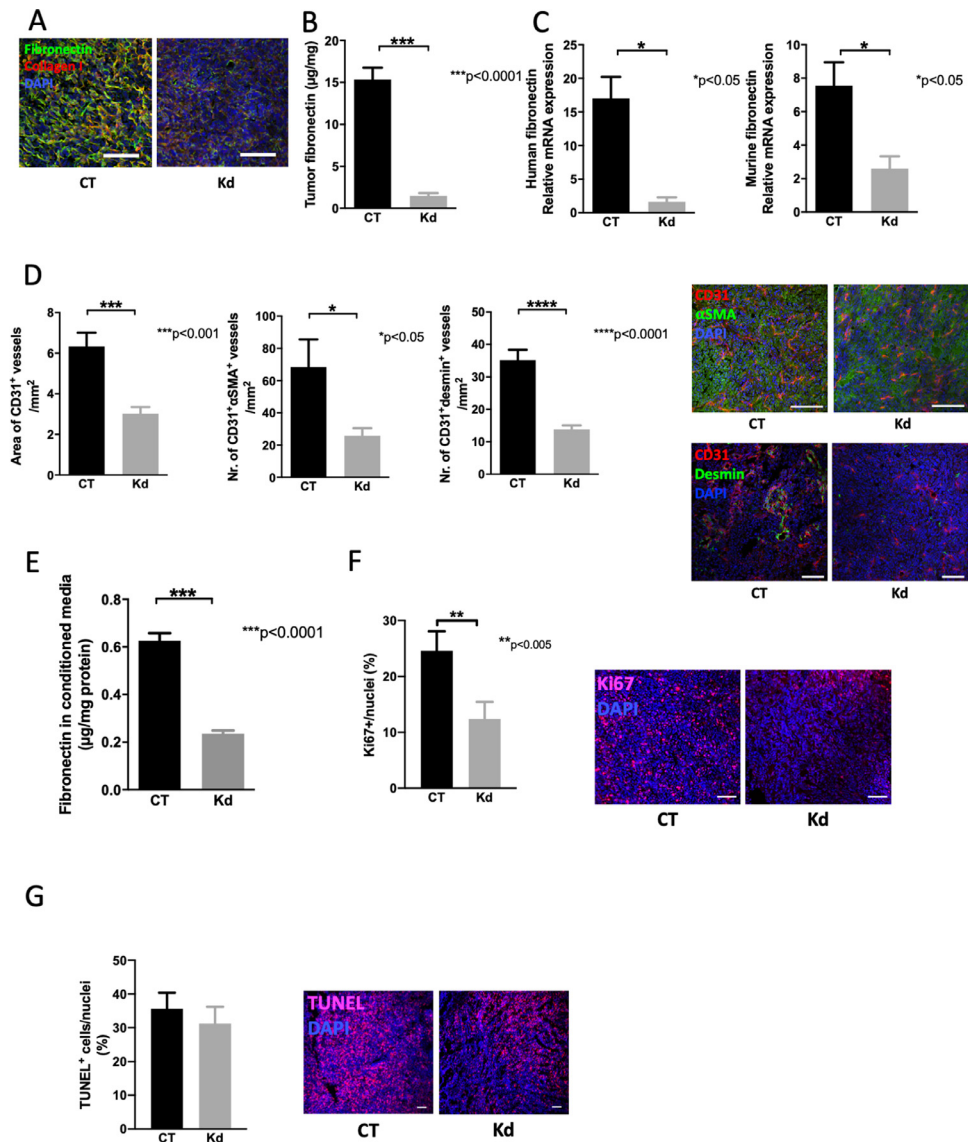 A
Fibronectin
Collagen I
DAPI
CT
Kd
B
Tumor fibronectin (µg/mg)
20
15
10
5
0
***
***p<0.0001
CT
Kd
C
Human fibronectin
Relative mRNA expression
25
20
15
10
5
0
*
*p<0.05
CT
Kd
Murine fibronectin
Relative mRNA expression
10
8
6
4
2
0
*
*p<0.05
CT
Kd
D
Area of CD31+ vessels
/mm²
8
6
4
2
0
***
***p<0.001
CT
Kd
Nr. of CD31+αSMA+ vessels
/mm²
100
80
60
40
20
0
*
*p<0.05
CT
Kd
Nr. of CD31+desmin+ vessels
/mm²
50
40
30
20
10
0
****
****p<0.0001
CT
Kd
CD31
αSMA
DAPI
CT
Kd
CD31
Desmin
DAPI
CT
Kd
E
Fibronectin in conditioned media
(µg/mg protein)
0.8
0.6
0.4
0.2
0.0
***
***p<0.0001
CT
Kd
F
Ki67+/nuclei (%)
30
20
10
0
**
**p<0.005
CT
Kd
Ki67
DAPI
CT
Kd
G
TUNEL+ cells/nuclei
(%)
50
40
30
20
10
0
CT
Kd
TUNEL
DAPI
CT
Kd